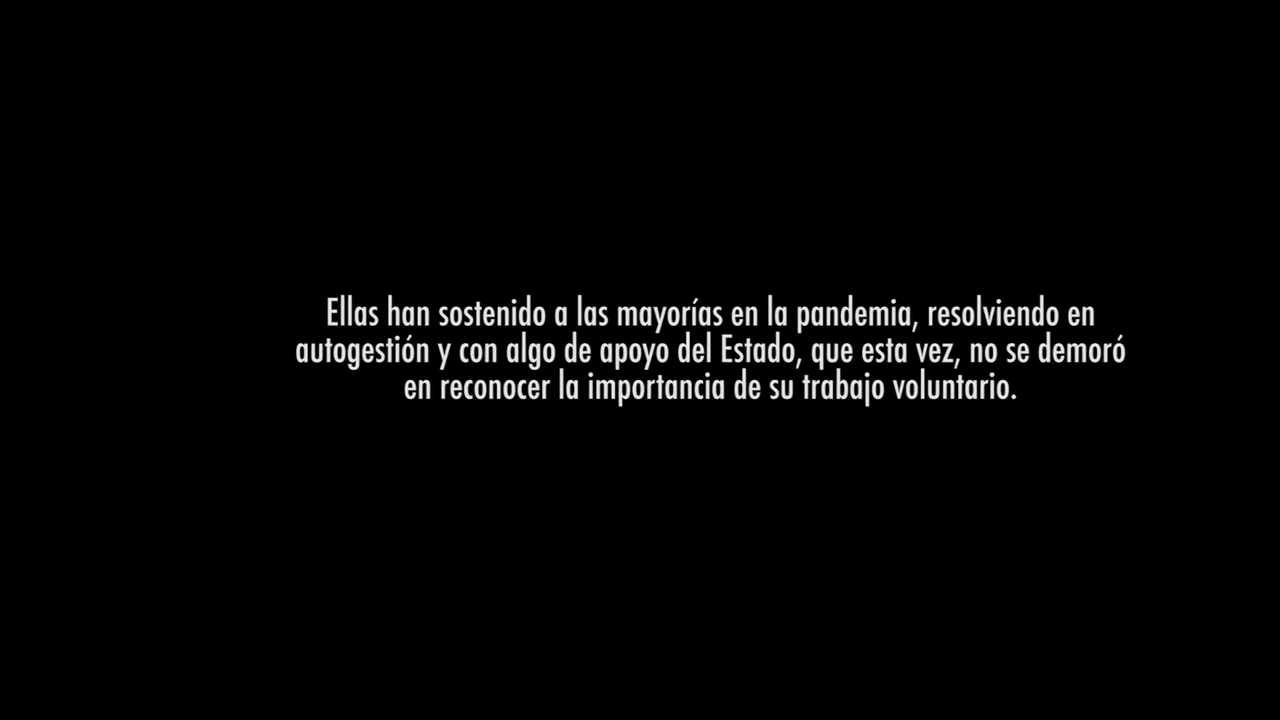 Ellas han sostenido a las mayorías en la pandemia, resolviendo en
autogestión y con algo de apoyo del Estado, que esta vez, no se demoró
en reconocer la importancia de su trabajo voluntario.